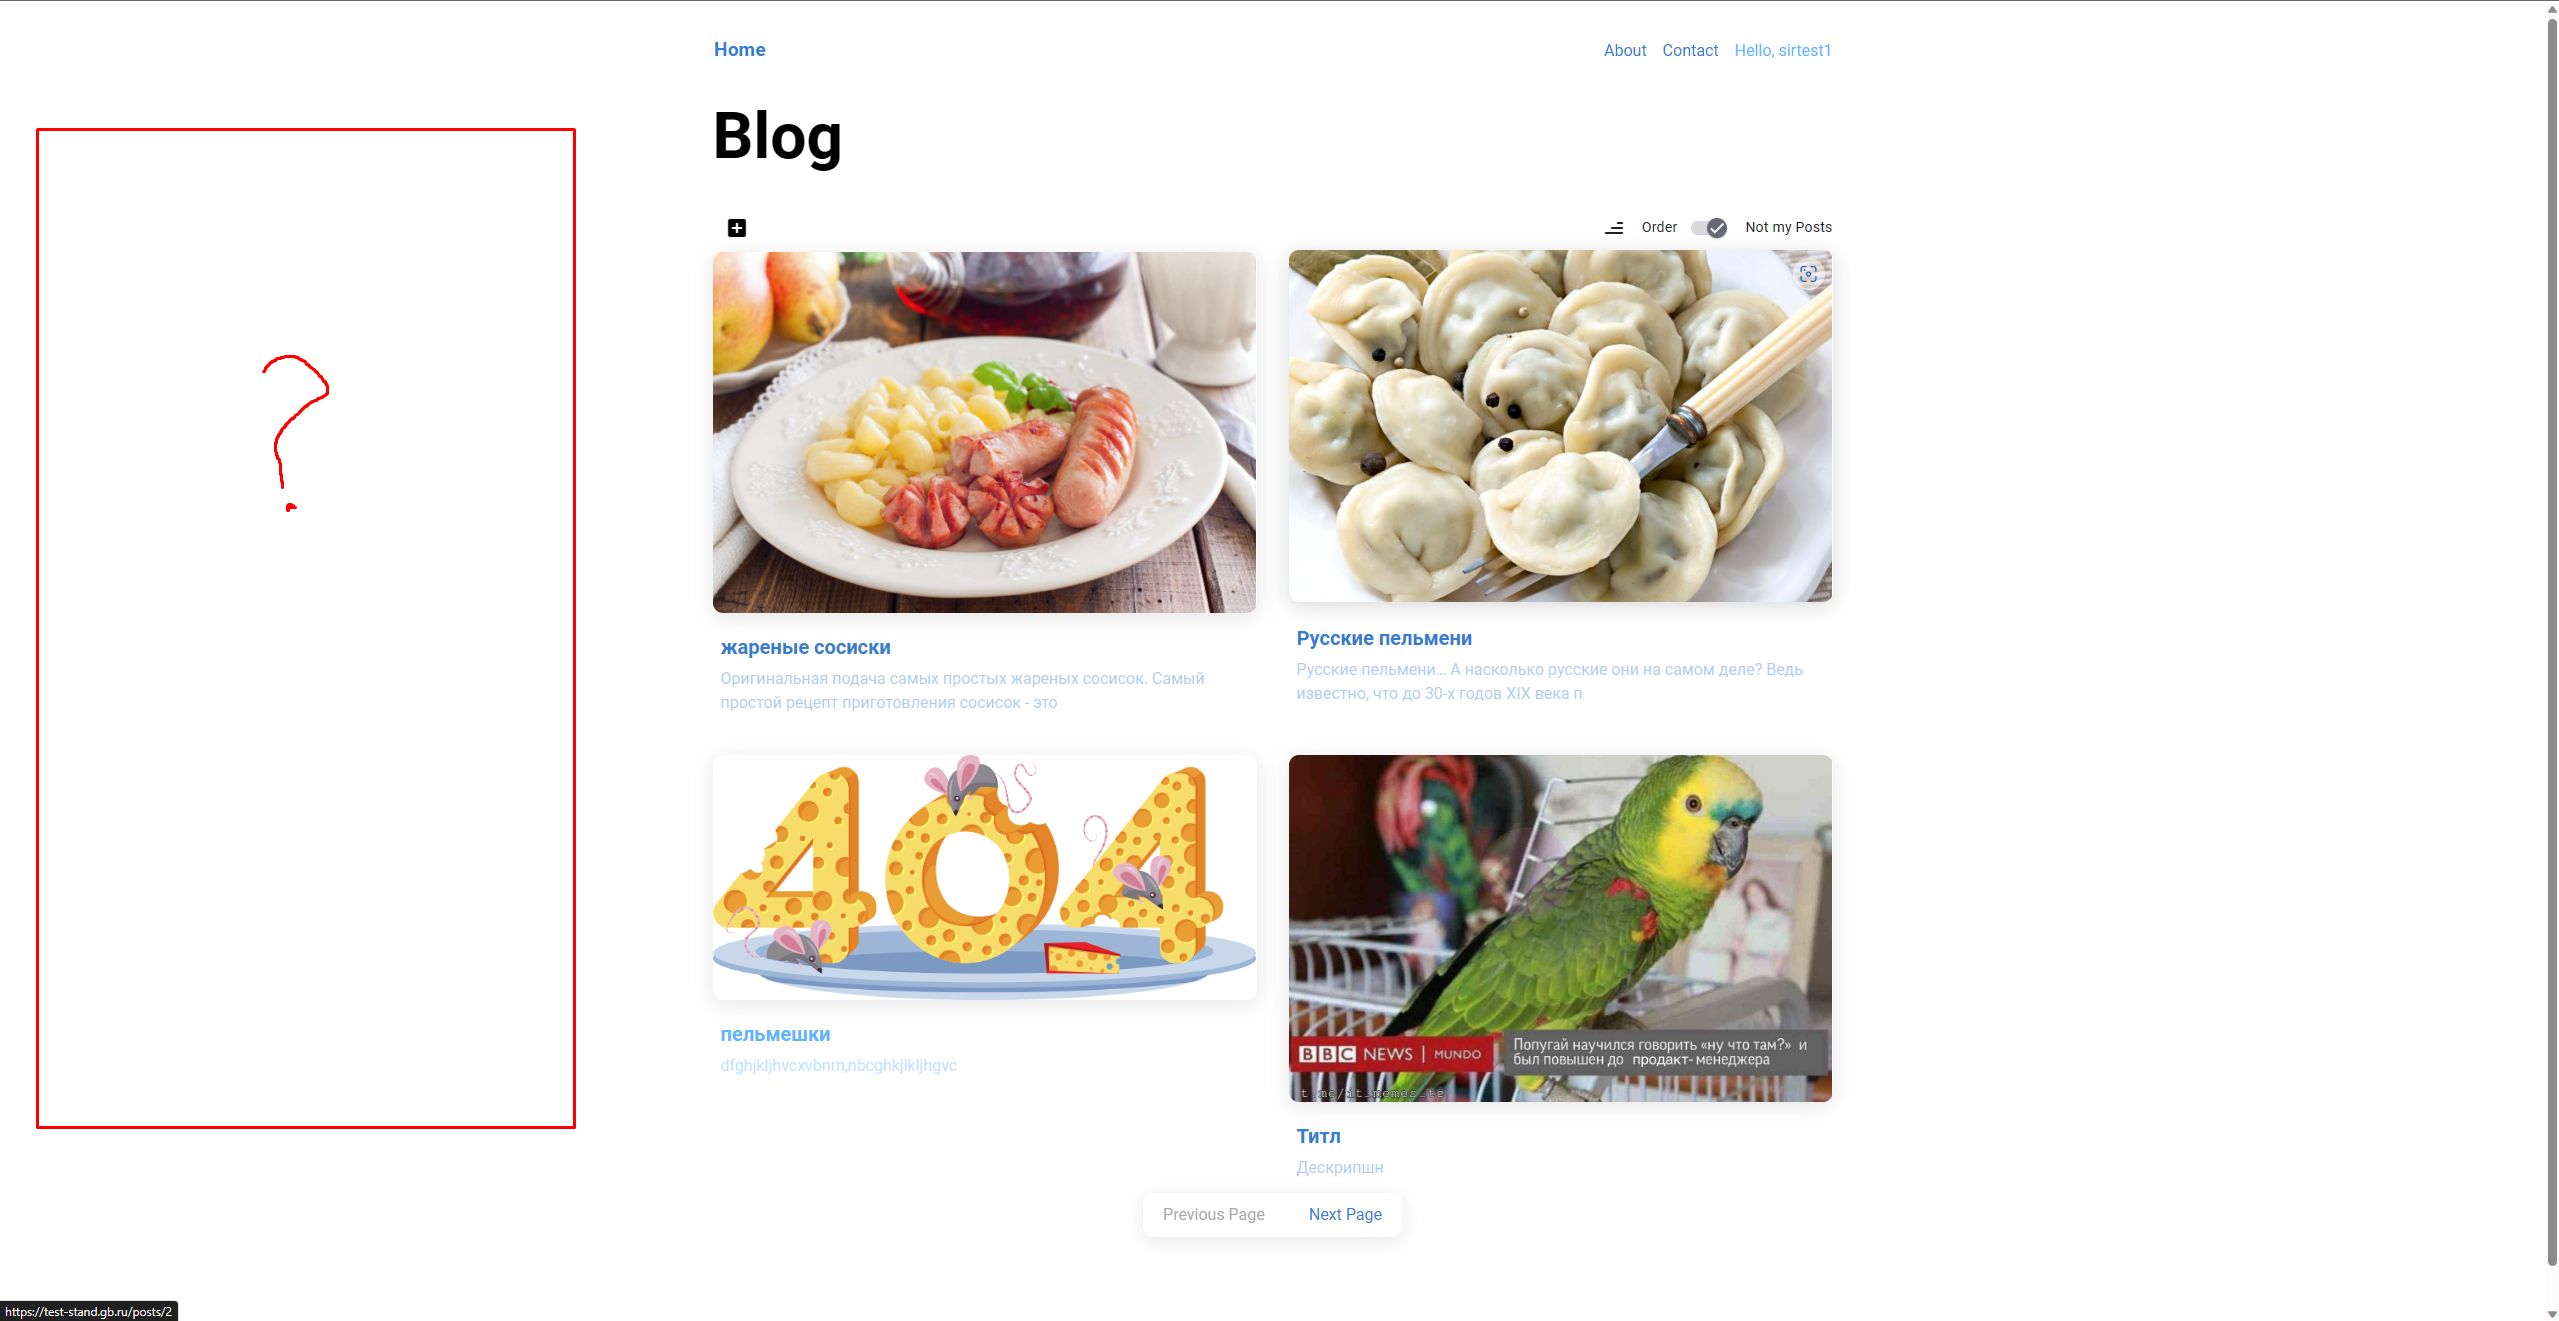 Home
About Contact Hello, sirtest1
Blog
Order Not my Posts
?
жареные сосиски
Оригинальная подача самых простых жареных сосисок. Самый
простой рецепт приготовления сосисок - это
Русские пельмени
Русские пельмени... А насколько русские они на самом деле? Ведь
известно, что до 30-х годов XIX века п
404
пельмешки
dfghjkljhvcxvbnm,nbcghkjlkljhgvc
BBC NEWS | MUNDO
Попугай научился говорить «ну что там?» и
был повышен до продакт-менеджера
t.me/it_memes_tg
Титл
Дескрипшн
Previous Page Next Page
https://test-stand.gb.ru/posts/2